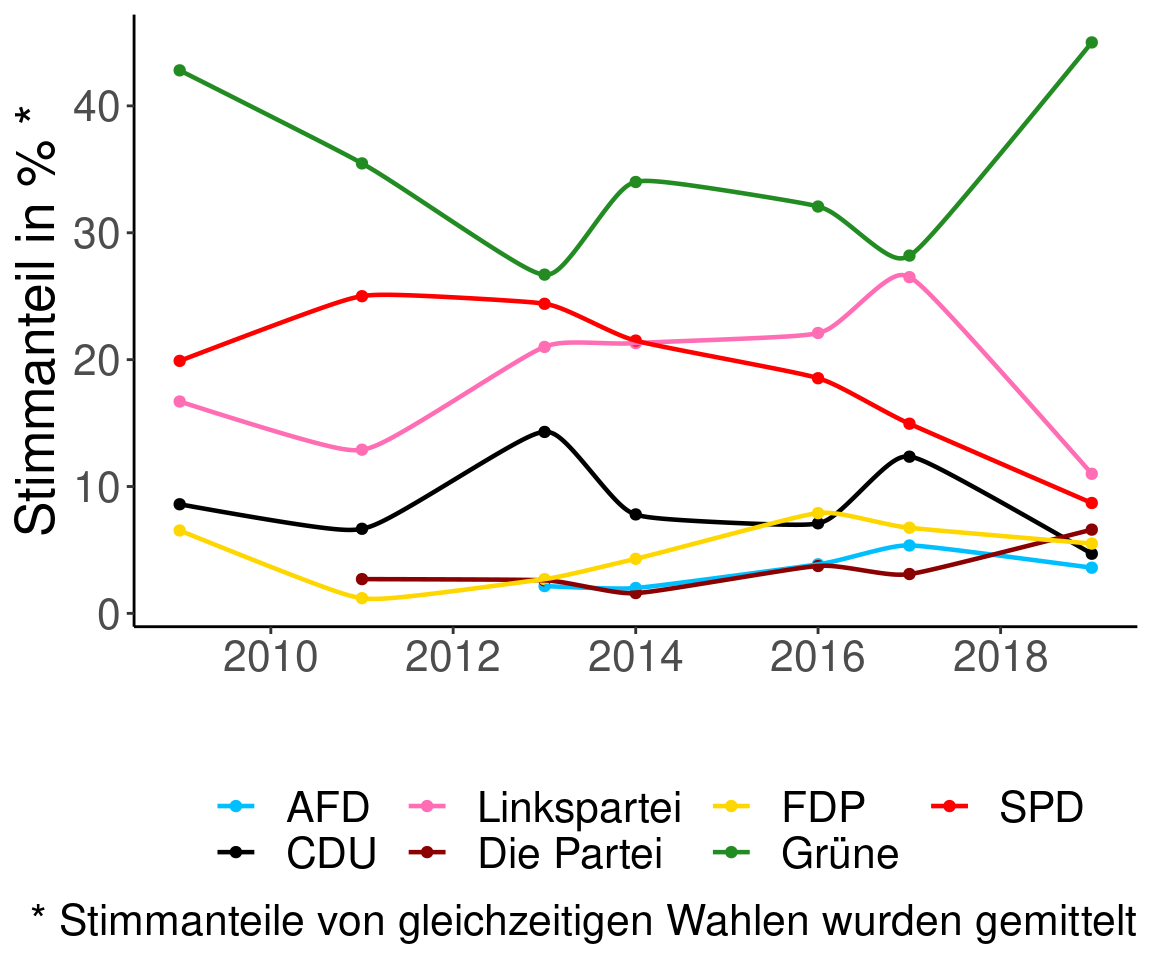 Stimmanteil in % *
40
30
20
10
0
2010 2012 2014 2016 2018
AFD Linkspartei FDP SPD
CDU Die Partei Grüne
* Stimmanteile von gleichzeitigen Wahlen wurden gemittelt